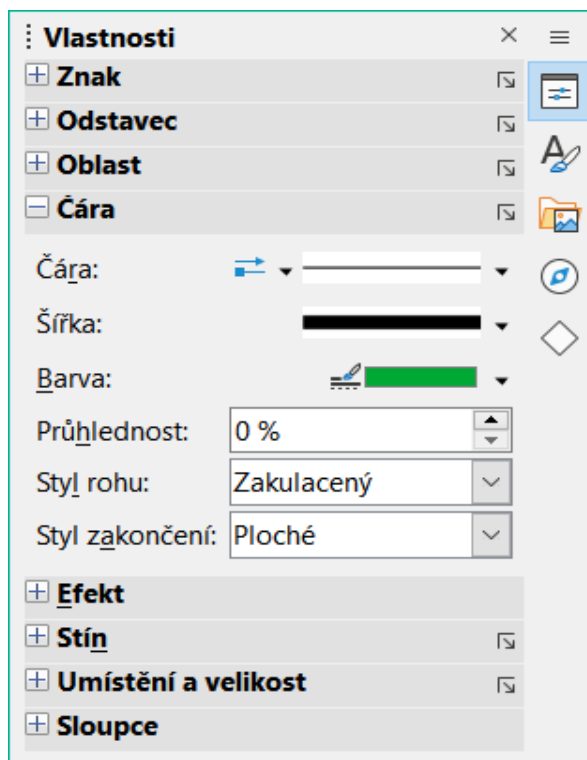 Vlastnosti
Znak
Odstavec
Oblast
Čára
Čára:
Šířka:
Barva:
Průhlednost: 0 %
Styl rohu: Zakulacený
Styl zakončení: Ploché
Efekt
Stín
Umístění a velikost
Sloupce